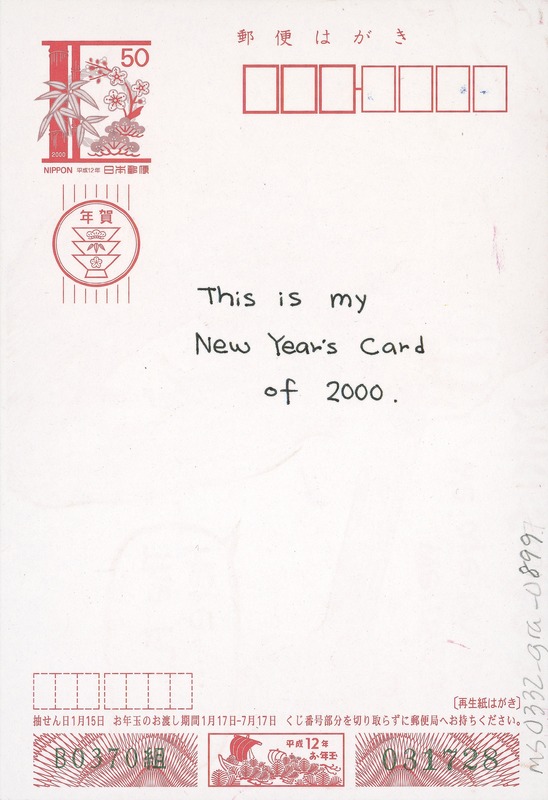 郵便はがき
50
2000
NIPPON 平成12年 日本郵便
年賀
This is my
New Year's Card
of 2000.
MS0332-gra-0899
〔再生紙はがき〕
抽せん日1月15日 お年玉のお渡し期間1月17日-7月17日 くじ番号部分を切り取らずに郵便局へお持ちください。
B0370組
平成12年
お年玉
031728